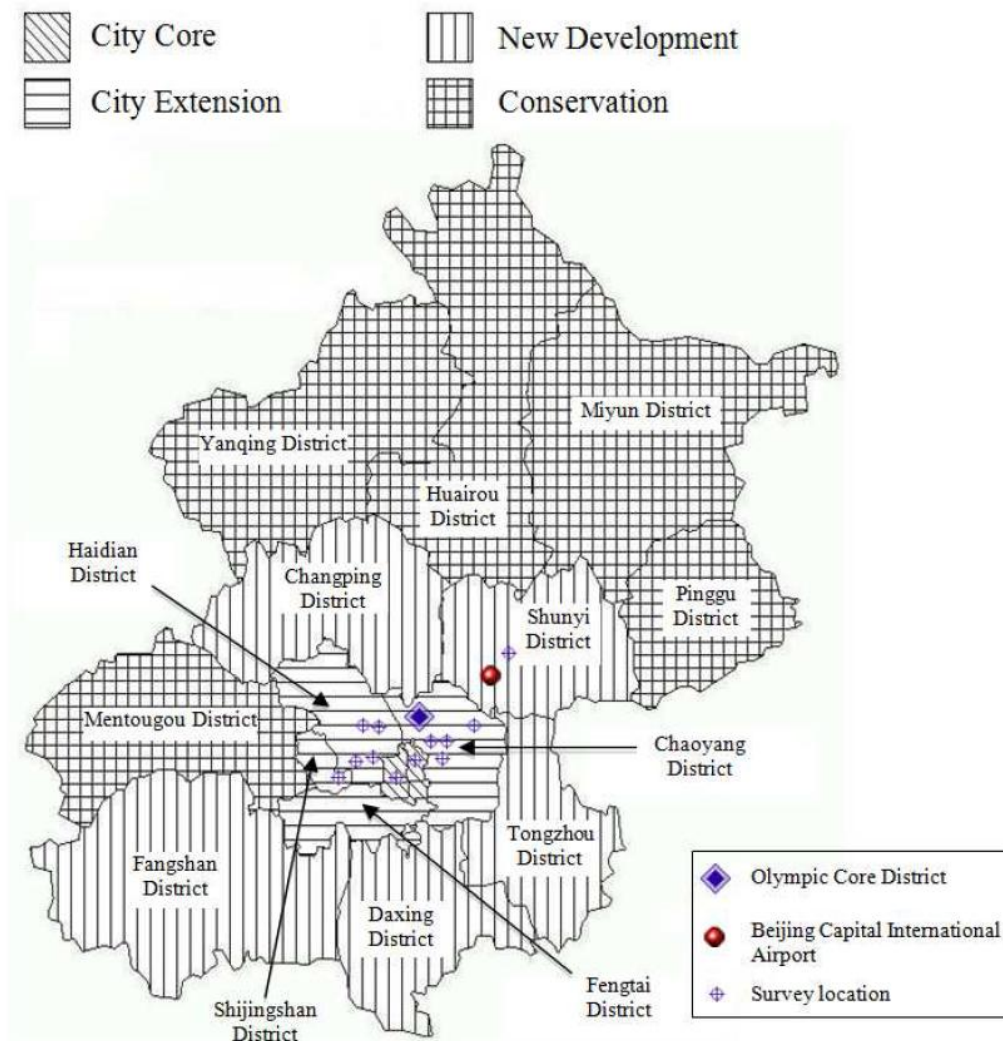 City Core
New Development
City Extension
Conservation
Miyun District
Yanqing District
Huairou
District
Haidian
District
Changping
District
Pinggu
District
Shunyi
District
Mentougou District
Chaoyang
District
Tongzhou
District
Fangshan
District
Daxing
District
Fengtai
District
Shijingshan
District
Olympic Core District
Beijing Capital International
Airport
Survey location